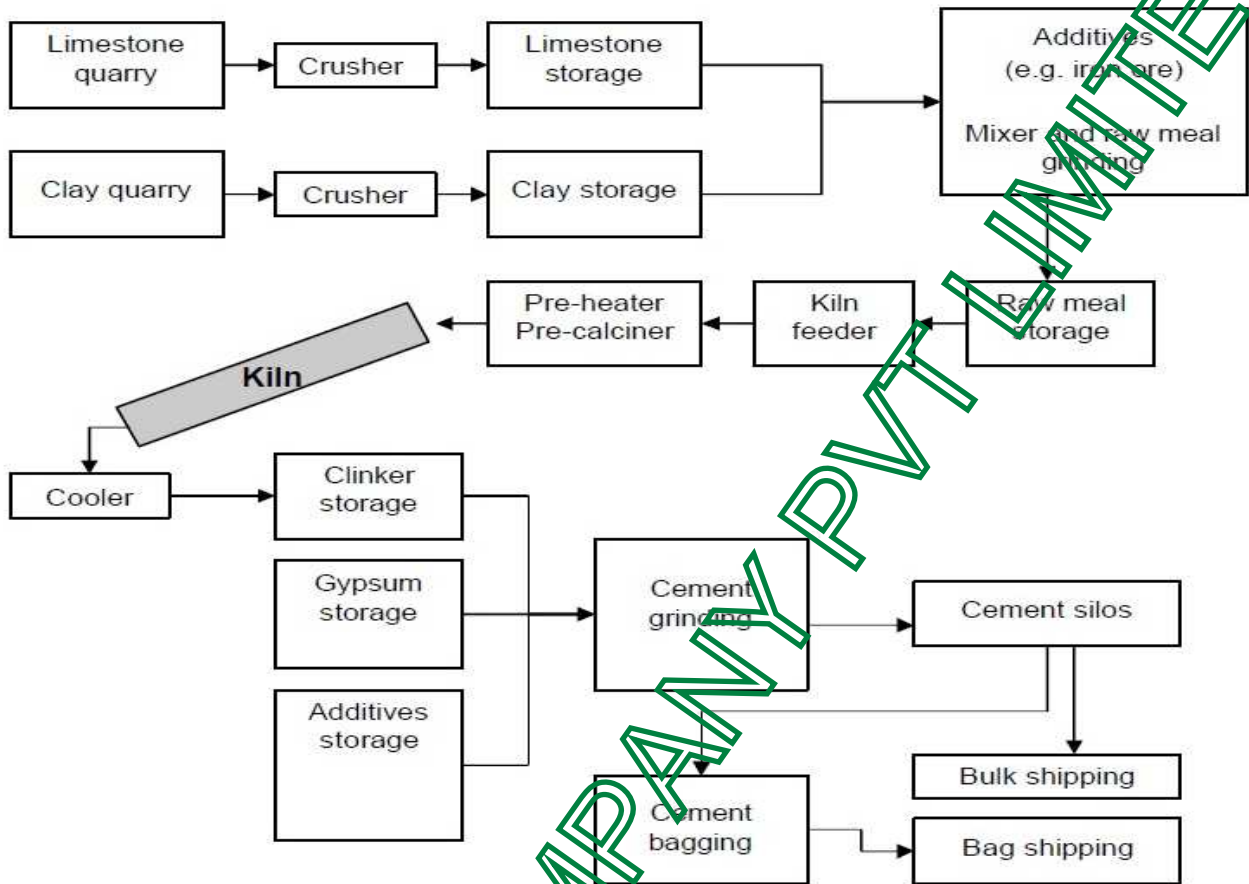 Limestone
quarry
Crusher
Limestone
storage
Additives
(e.g. iron ore)
Mixer and raw meal
grinding
Clay quarry
Crusher
Clay storage
Pre-heater
Pre-calciner
Kiln
feeder
Raw meal
storage
Kiln
Cooler
Clinker
storage
Gypsum
storage
Cement
grinding
Cement silos
Additives
storage
Bulk shipping
Cement
bagging
Bag shipping
MPANY PVT LIMITE